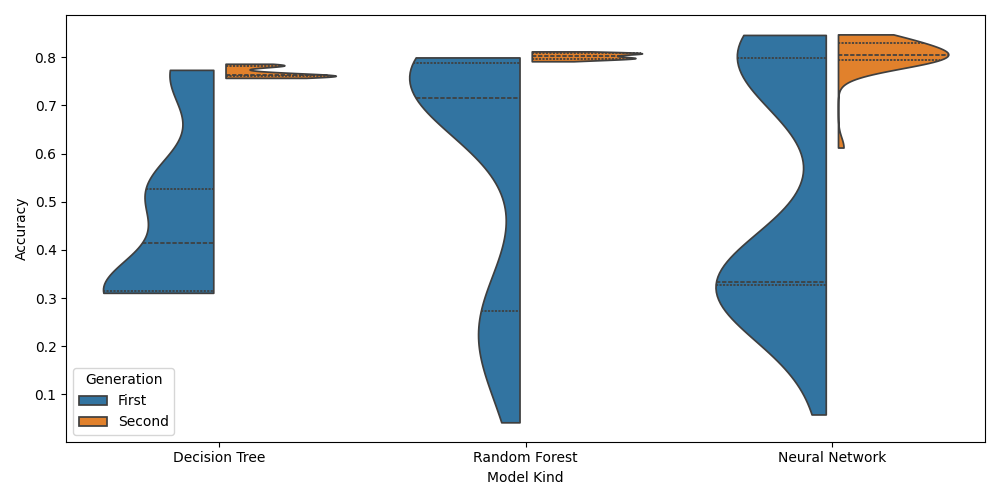 0.8
0.7
0.6
0.5
0.4
0.3
0.2
0.1
Accuracy
Generation
First
Second
Decision Tree
Random Forest
Neural Network
Model Kind